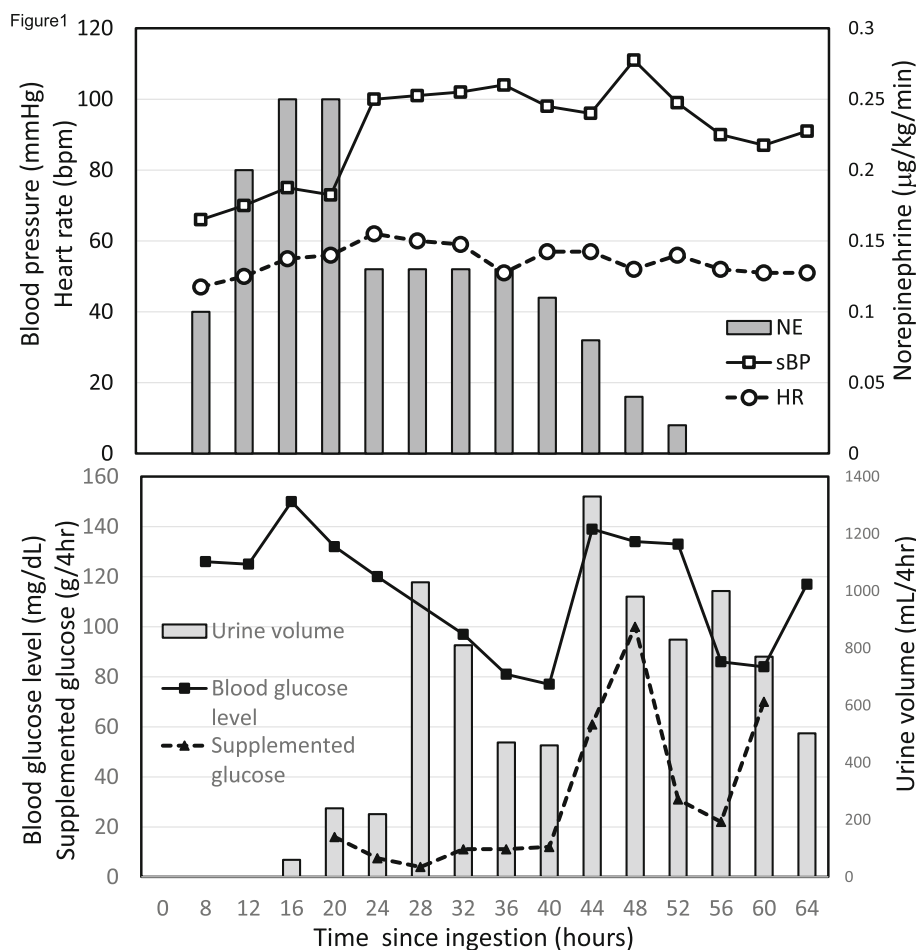 Figure1
Blood pressure (mmHg)
Heart rate (bpm)
120
100
80
60
40
20
0
0.3
0.25
0.2
0.15
0.1
0.05
0
Norepinephrine (μg/kg/min)
NE
sBP
HR
Blood glucose level (mg/dL)
Supplemented glucose (g/4hr)
160
140
120
100
80
60
40
20
0
1400
1200
1000
800
600
400
200
0
Urine volume (mL/4hr)
Urine volume
Blood glucose
level
Supplemented
glucose
0 8 12 16 20 24 28 32 36 40 44 48 52 56 60 64
Time since ingestion (hours)